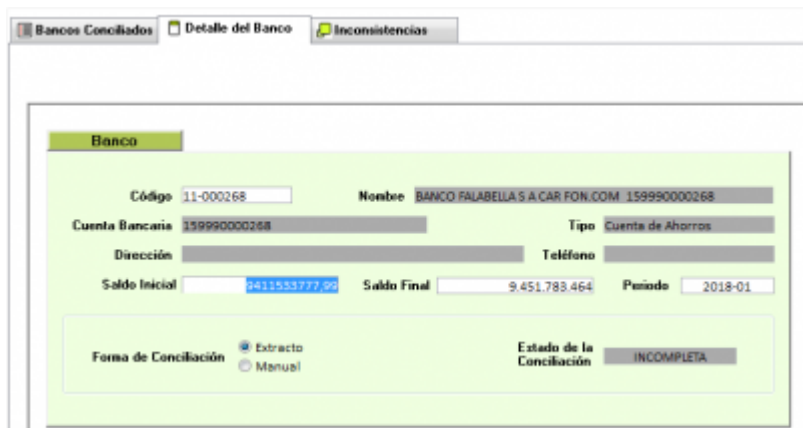 Bancos Conciliados Detalle del Banco Inconsistencias
Banco
Código 11-000268 Nombre BANCO FALABELLA S A CAR FON.COM 159990000268
Cuenta Bancaria 159990000268 Tipo Cuenta de Ahorros
Dirección Teléfono
Saldo Inicial 9411533777,99 Saldo Final 9.451.783.464 Periodo 2018-01
Forma de Conciliación Extracto Manual
Estado de la Conciliación INCOMPLETA